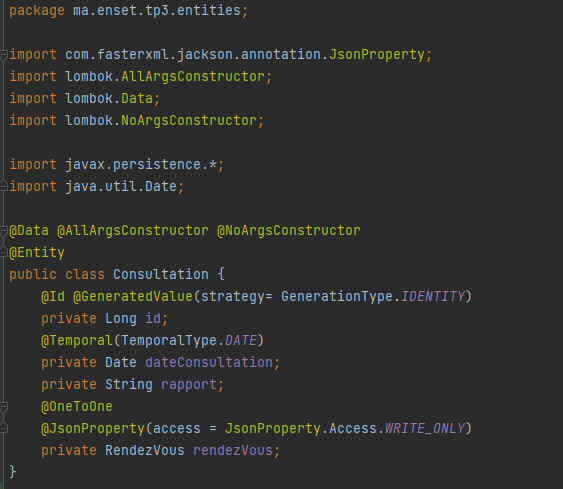 package ma.enset.tp3.entities;
import com.fasterxml.jackson.annotation.JsonProperty;
import lombok.AllArgsConstructor;
import lombok.Data;
import lombok.NoArgsConstructor;
import javax.persistence.*;
import java.util.Date;
@Data @AllArgsConstructor @NoArgsConstructor
@Entity
public class Consultation {
    @Id @GeneratedValue(strategy= GenerationType.IDENTITY)
    private Long id;
    @Temporal(TemporalType.DATE)
    private Date dateConsultation;
    private String rapport;
    @OneToOne
    @JsonProperty(access = JsonProperty.Access.WRITE_ONLY)
    private RendezVous rendezVous;
}